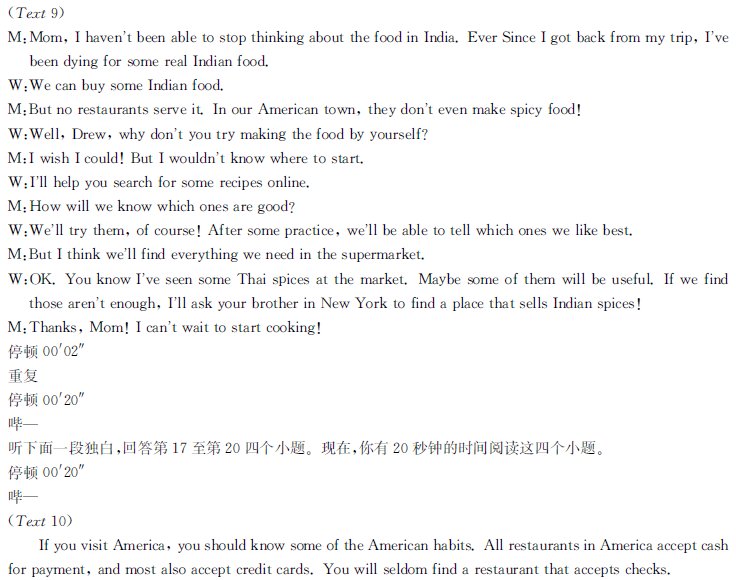 (Text 9)
M: Mom, I haven't been able to stop thinking about the food in India. Ever Since I got back from my trip, I've
been dying for some real Indian food.
W: We can buy some Indian food.
M: But no restaurants serve it. In our American town, they don't even make spicy food!
W: Well, Drew, why don't you try making the food by yourself?
M: I wish I could! But I wouldn't know where to start.
W: I'll help you search for some recipes online.
M: How will we know which ones are good?
W: We'll try them, of course! After some practice, we'll be able to tell which ones we like best.
M: But I think we'll find everything we need in the supermarket.
W: OK. You know I've seen some Thai spices at the market. Maybe some of them will be useful. If we find
those aren't enough, I'll ask your brother in New York to find a place that sells Indian spices!
M: Thanks, Mom! I can't wait to start cooking!
停顿 00′02″
重复
停顿 00′20″
哔—
听下面一段独白,回答第 17 至第 20 四个小题。现在,你有 20 秒钟的时间阅读这四个小题。
停顿 00′20″
哔—
(Text 10)
If you visit America, you should know some of the American habits. All restaurants in America accept cash
for payment, and most also accept credit cards. You will seldom find a restaurant that accepts checks.